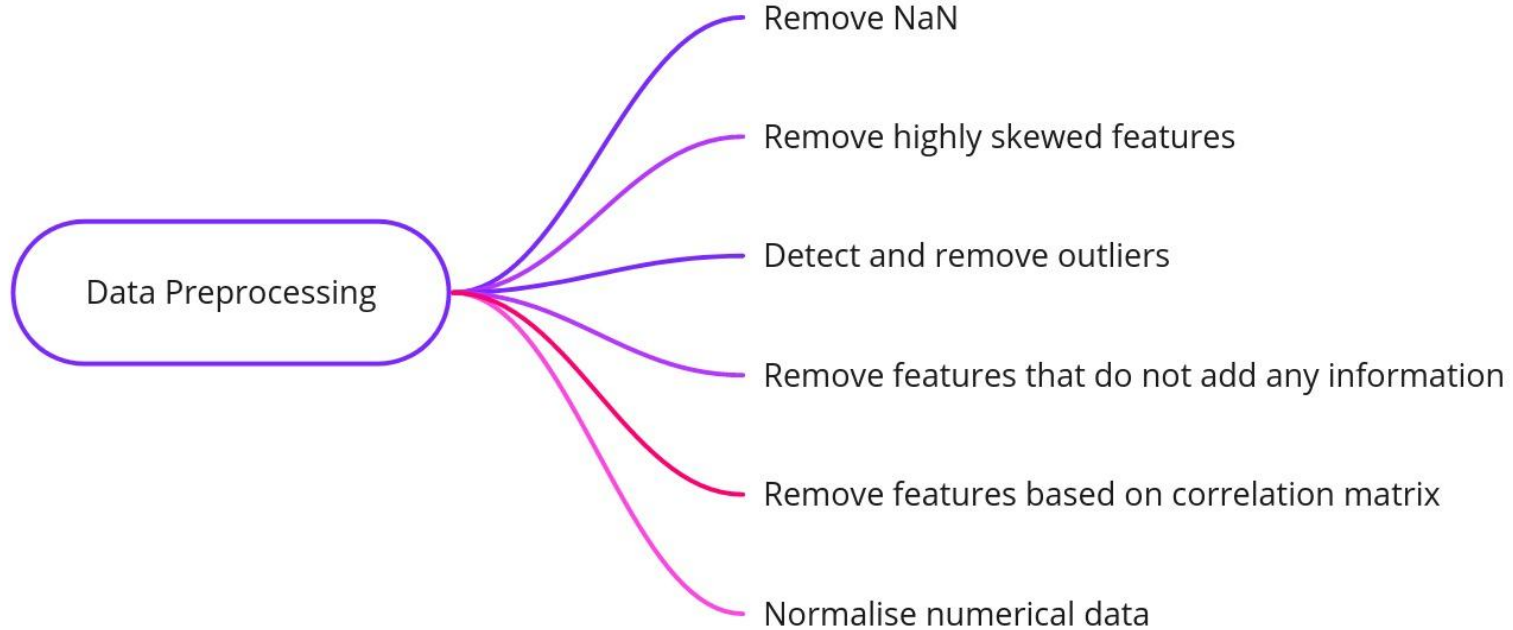 Remove NaN
Remove highly skewed features
Detect and remove outliers
Data Preprocessing
Remove features that do not add any information
Remove features based on correlation matrix
Normalise numerical data